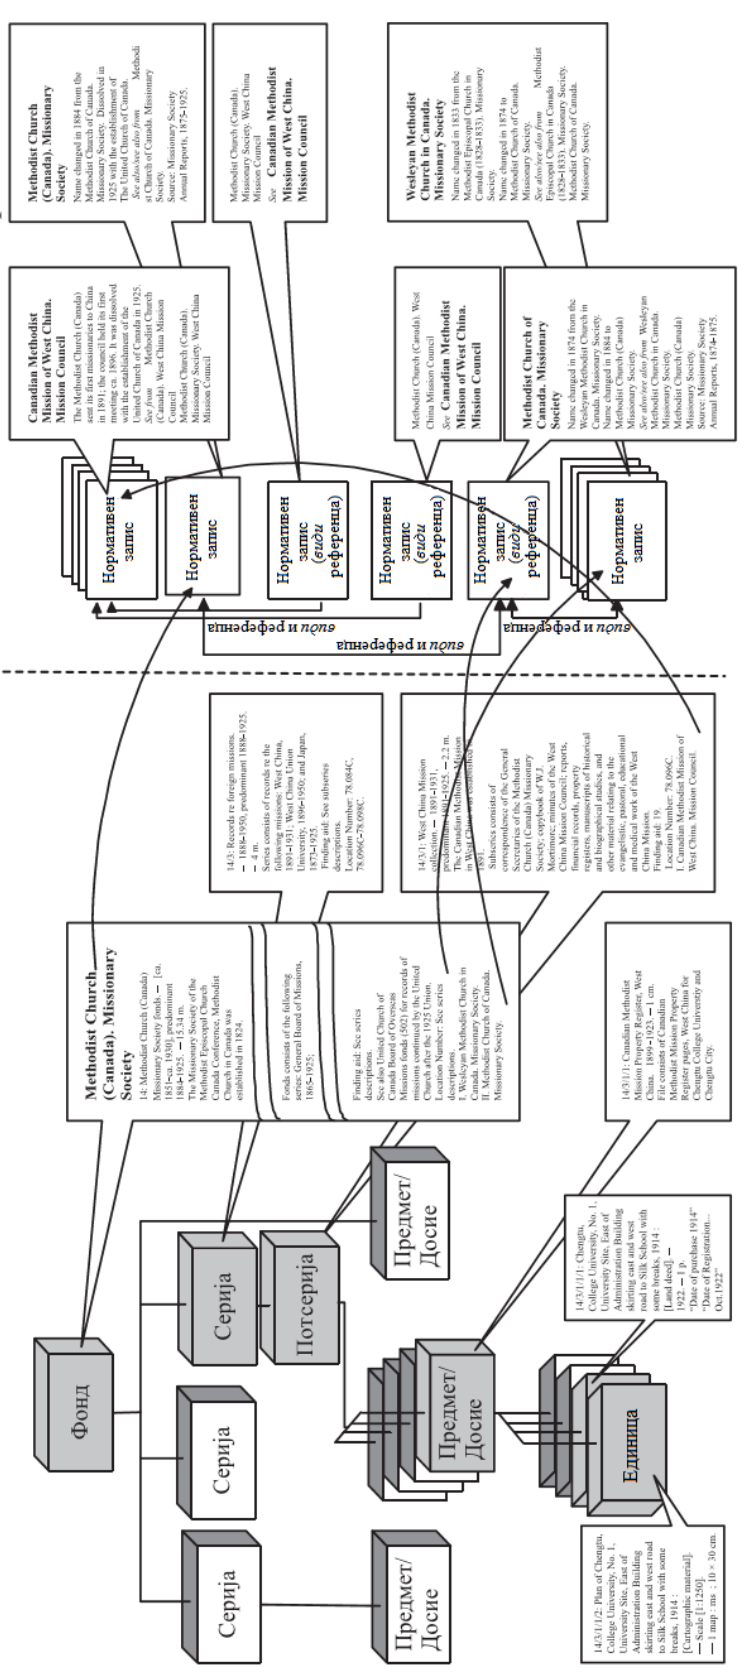 Фонд
Серија
Серија
Серија
Потсерија
Предмет/
Досие
Предмет/
Досие
Предмет/
Досие
Единица
Methodist Church
(Canada). Missionary
Society
14: Methodist Church (Canada)
Missionary Society fonds. — [ca.
1851–ca. 1930], predominant
1884–1925. — 15.34 m.
The Missionary Society of the
Methodist Episcopal Church
Canada Conference, Methodist
Church in Canada was
established in 1824.
Fonds consists of the following
series: General Board of Missions,
1865–1925;
Finding aid: See series
descriptions.
See also United Church of
Canada Board of Overseas
Missions fonds (502) for records of
missions continued by the United
Church after the 1925 Union.
Location Number: See series
descriptions.
I. Wesleyan Methodist Church in
Canada. Missionary Society.
II. Methodist Church of Canada.
Missionary Society.
14/3: Records re foreign missions.
— 1888–1950, predominant 1888–1925.
— 4 m.
Series consists of records re the
following missions: West China,
1891–1931; West China Union
University, 1896–1950; and Japan,
1873–1925.
Finding aid: See subseries
descriptions.
Location Number: 78.084C,
78.096C–78.098C.
14/3/1: West China Mission
collection. — 1891–1931,
predominant 1891–1925. — 2.2 m.
The Canadian Methodist Mission
in West China was established in
1891.
Subseries consists of
correspondence of the General
Secretaries of the Methodist
Church (Canada) Missionary
Society; copybook of W.J.
Mortimore; minutes of the West
China Mission Council; reports,
financial records, property
registers, manuscripts of historical
and biographical studies, and
other material relating to the
evangelistic, pastoral, educational
and medical work of the West
China Mission.
Finding aid: 19.
Location Number: 78.096C.
I. Canadian Methodist Mission of
West China. Mission Council.
14/3/1/1: Canadian Methodist
Mission Property Register, West
China. 1899–1923. — 1 cm.
File consists of Canadian
Methodist Mission Property
Register pages, West China for
Chengtu College Universtiy and
Chengtu City.
14/3/1/1/1: Chengtu,
College University, No. 1,
University Site, East of
Administration Building
skirting east and west
road to Silk School with
some breaks, 1914 :
[Land deed]. —
1922. — 1 p.
“Date of purchase 1914”
“Date of Registration...
Oct.1922”
14/3/1/1/2: Plan of Chengtu,
College University, No. 1,
University Site, East of
Administration Building
skirting east and west road
to Silk School with some
breaks, 1914 :
[Cartographic material].
— Scale [1:1250].
— 1 map : ms ; 10 × 30 cm.
Нормативен
запис
Нормативен
запис
Нормативен
запис
(види
референца)
Нормативен
запис
(види
референца)
Нормативен
запис
(види
референца)
Нормативен
запис
види и референца
види и референца
види и референца
Canadian Methodist
Mission of West China.
Mission Council
The Methodist Church (Canada)
sent its first missionaries to China
in 1891; the council held its first
meeting ca. 1896. It was dissolved
with the establishment of the
United Church of Canada in 1925.
See from Methodist Church
(Canada). West China Mission
Council
Methodist Church (Canada).
Missionary Society. West China
Mission Council
Methodist Church
(Canada). Missionary
Society
Name changed in 1884 from the
Methodist Church of Canada.
Missionary Society. Dissolved in
1925 with the establishment of
The United Church of Canada.
See also/see also from Methodi
st Church of Canada. Missionary
Society.
Source: Missionary Society
Annual Reports, 1875–1925.
Methodist Church (Canada).
Missionary Society. West China
Mission Council
See Canadian Methodist
Mission of West China.
Mission Council
Methodist Church (Canada). West
China Mission Council
See Canadian Methodist
Mission of West China.
Mission Council
Methodist Church of
Canada. Missionary
Society
Name changed in 1874 from the
Wesleyan Methodist Church in
Canada. Missionary Society.
Name changed in 1884 to
Methodist Church (Canada)
Missionary Society.
See also/see also from Wesleyan
Methodist Church in Canada.
Missionary Society.
Methodist Church (Canada)
Missionary Society.
Source: Missionary Society
Annual Reports, 1874–1875.
Wesleyan Methodist
Church in Canada.
Missionary Society
Name changed in 1833 from the
Methodist Episcopal Church in
Canada (1828–1833). Missionary
Society.
Name changed in 1874 to
Methodist Church of Canada.
Missionary Society.
See also/see also from Methodist
Episcopal Church in Canada
(1828–1833). Missionary Society.
Methodist Church of Canada.
Missionary Society.